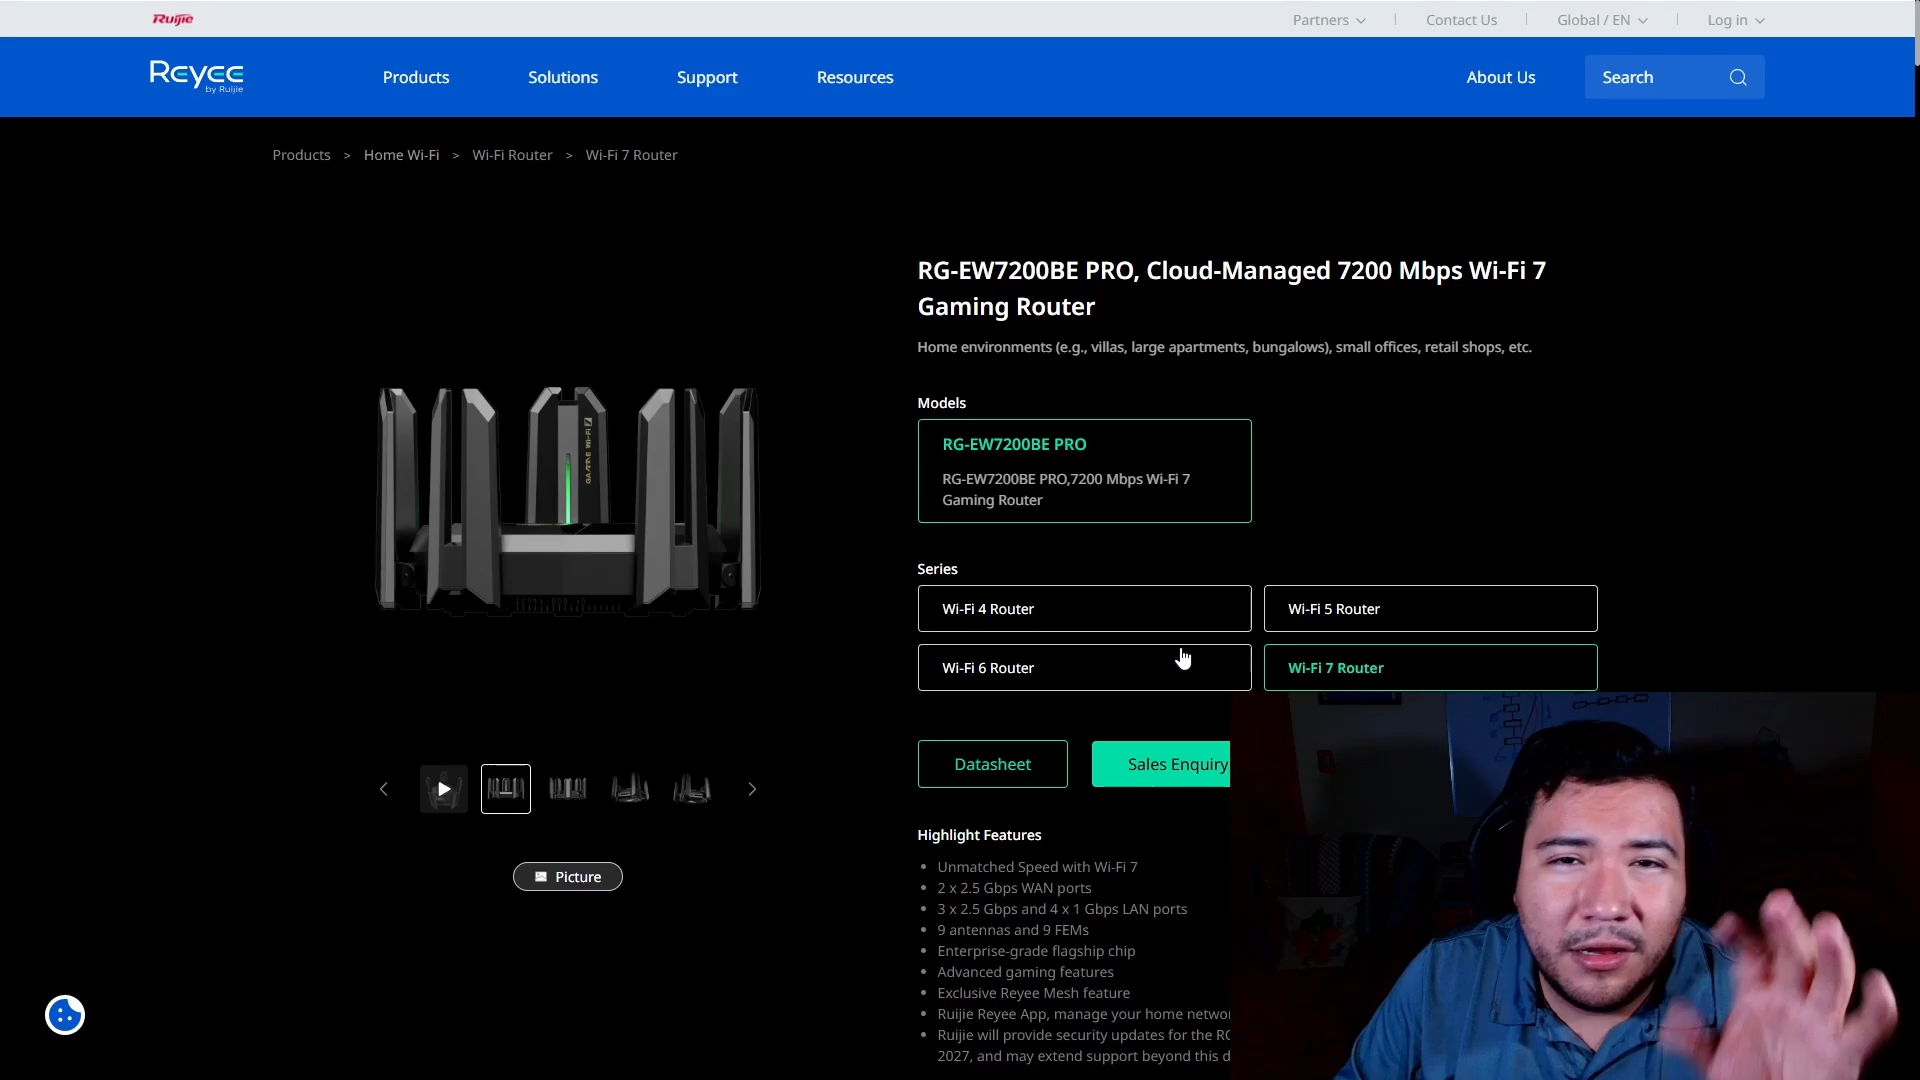 Ruijie
Partners
Contact Us
Global / EN
Log in
Reyee
by Ruijie
Products
Solutions
Support
Resources
About Us
Search
Products > Home Wi-Fi > Wi-Fi Router > Wi-Fi 7 Router
RG-EW7200BE PRO, Cloud-Managed 7200 Mbps Wi-Fi 7
Gaming Router
Home environments (e.g., villas, large apartments, bungalows), small offices, retail shops, etc.
Models
RG-EW7200BE PRO
RG-EW7200BE PRO,7200 Mbps Wi-Fi 7
Gaming Router
GAME Wi-Fi 7
Series
Wi-Fi 4 Router
Wi-Fi 5 Router
Wi-Fi 6 Router
Wi-Fi 7 Router
Datasheet
Sales Enquiry
Picture
Highlight Features
• Unmatched Speed with Wi-Fi 7
• 2 x 2.5 Gbps WAN ports
• 3 x 2.5 Gbps and 4 x 1 Gbps LAN ports
• 9 antennas and 9 FEMs
• Enterprise-grade flagship chip
• Advanced gaming features
• Exclusive Reyee Mesh feature
• Ruijie Reyee App, manage your home networ
• Ruijie will provide security updates for the RG
2027, and may extend support beyond this d